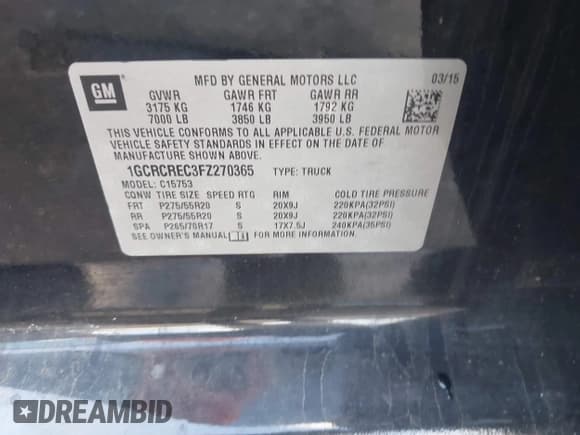 GM
MFD BY GENERAL MOTORS LLC 03/15
GVWR GAWR FRT GAWR RR
3175 KG 1746 KG 1792 KG
7000 LB 3850 LB 3950 LB
THIS VEHICLE CONFORMS TO ALL APPLICABLE U.S. FEDERAL MOTOR
VEHICLE SAFETY STANDARDS IN EFFECT ON THE DATE OF
MANUFACTURE SHOWN ABOVE.
1GCRCREC3FZ270365 TYPE: TRUCK
MODEL: C15753
CONW TIRE SIZE SPEED RTG RIM COLD TIRE PRESSURE
FRT P275/55R20 S 20X9J 220KPA(32PSI)
RR P275/55R20 S 20X9J 220KPA(32PSI)
SPA P265/70R17 S 17X7.5J 240KPA(35PSI)
SEE OWNER'S MANUAL FOR MORE INFORMATION
DREAMBID